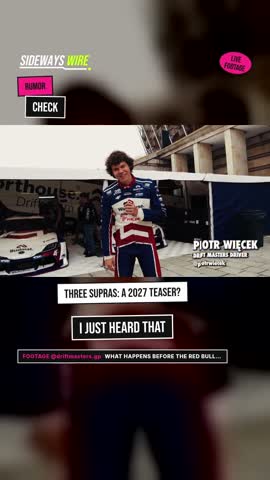 SIDEWAYS WIRE
LIVE
FOOTAGE
RUMOR
CHECK
orthouse.
PIOTR WIĘCEK
DRIFT MASTERS DRIVER
@piotrwiecek
THREE SUPRAS: A 2027 TEASER?
I JUST HEARD THAT
FOOTAGE @driftmasters.gp WHAT HAPPENS BEFORE THE RED BULL...